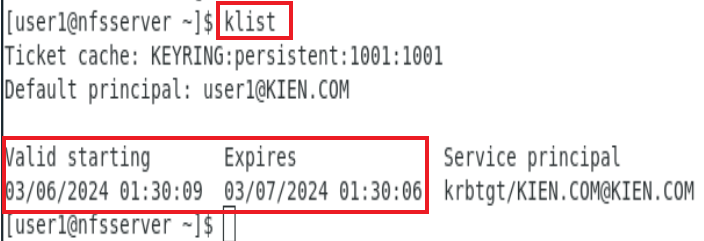 [user1@nfsserver ~]$ klist
Ticket cache: KEYRING:persistent:1001:1001
Default principal: user1@KIEN.COM
Valid starting Expires Service principal
03/06/2024 01:30:09 03/07/2024 01:30:06 krbtgt/KIEN.COM@KIEN.COM
[user1@nfsserver ~]$